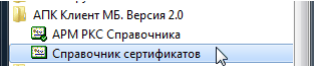 АПК Клиент МБ. Версия 2.0
АРМ РКС Справочника
Справочник сертификатов